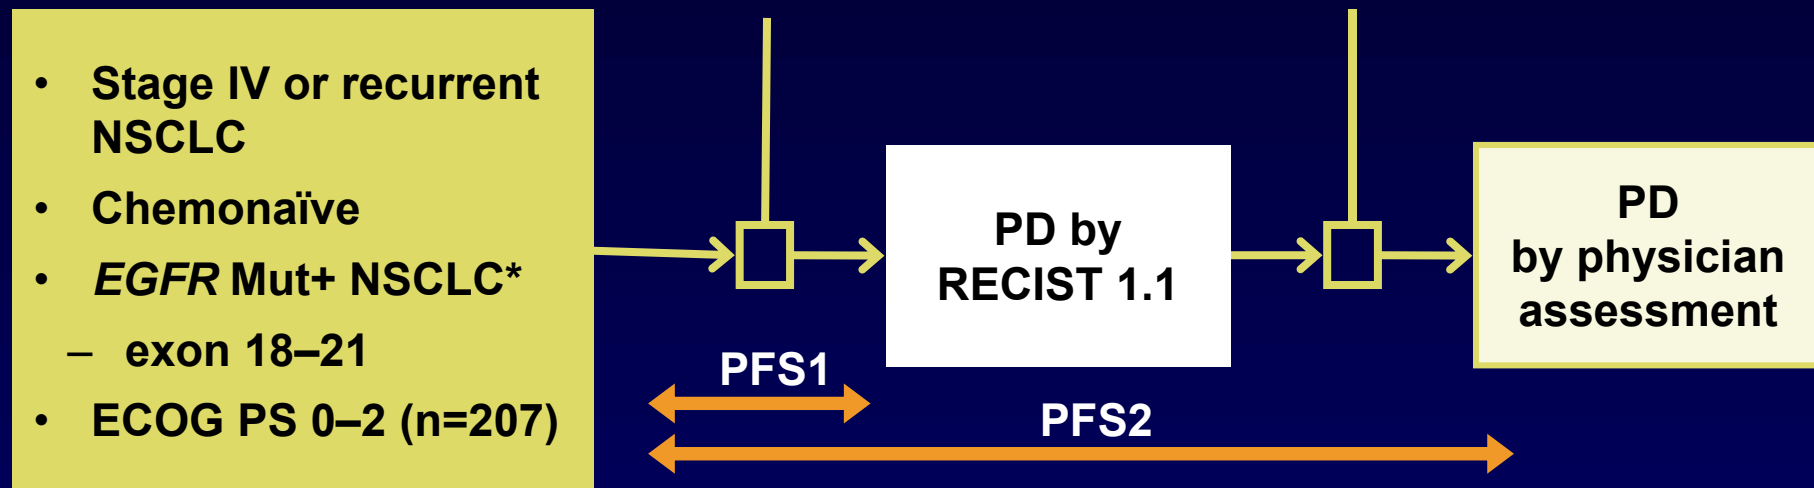 • Stage IV or recurrent
NSCLC
• Chemonaïve
• EGFR Mut+ NSCLC*
– exon 18–21
• ECOG PS 0–2 (n=207)
PD by
RECIST 1.1
PD
by physician
assessment
PFS1
PFS2